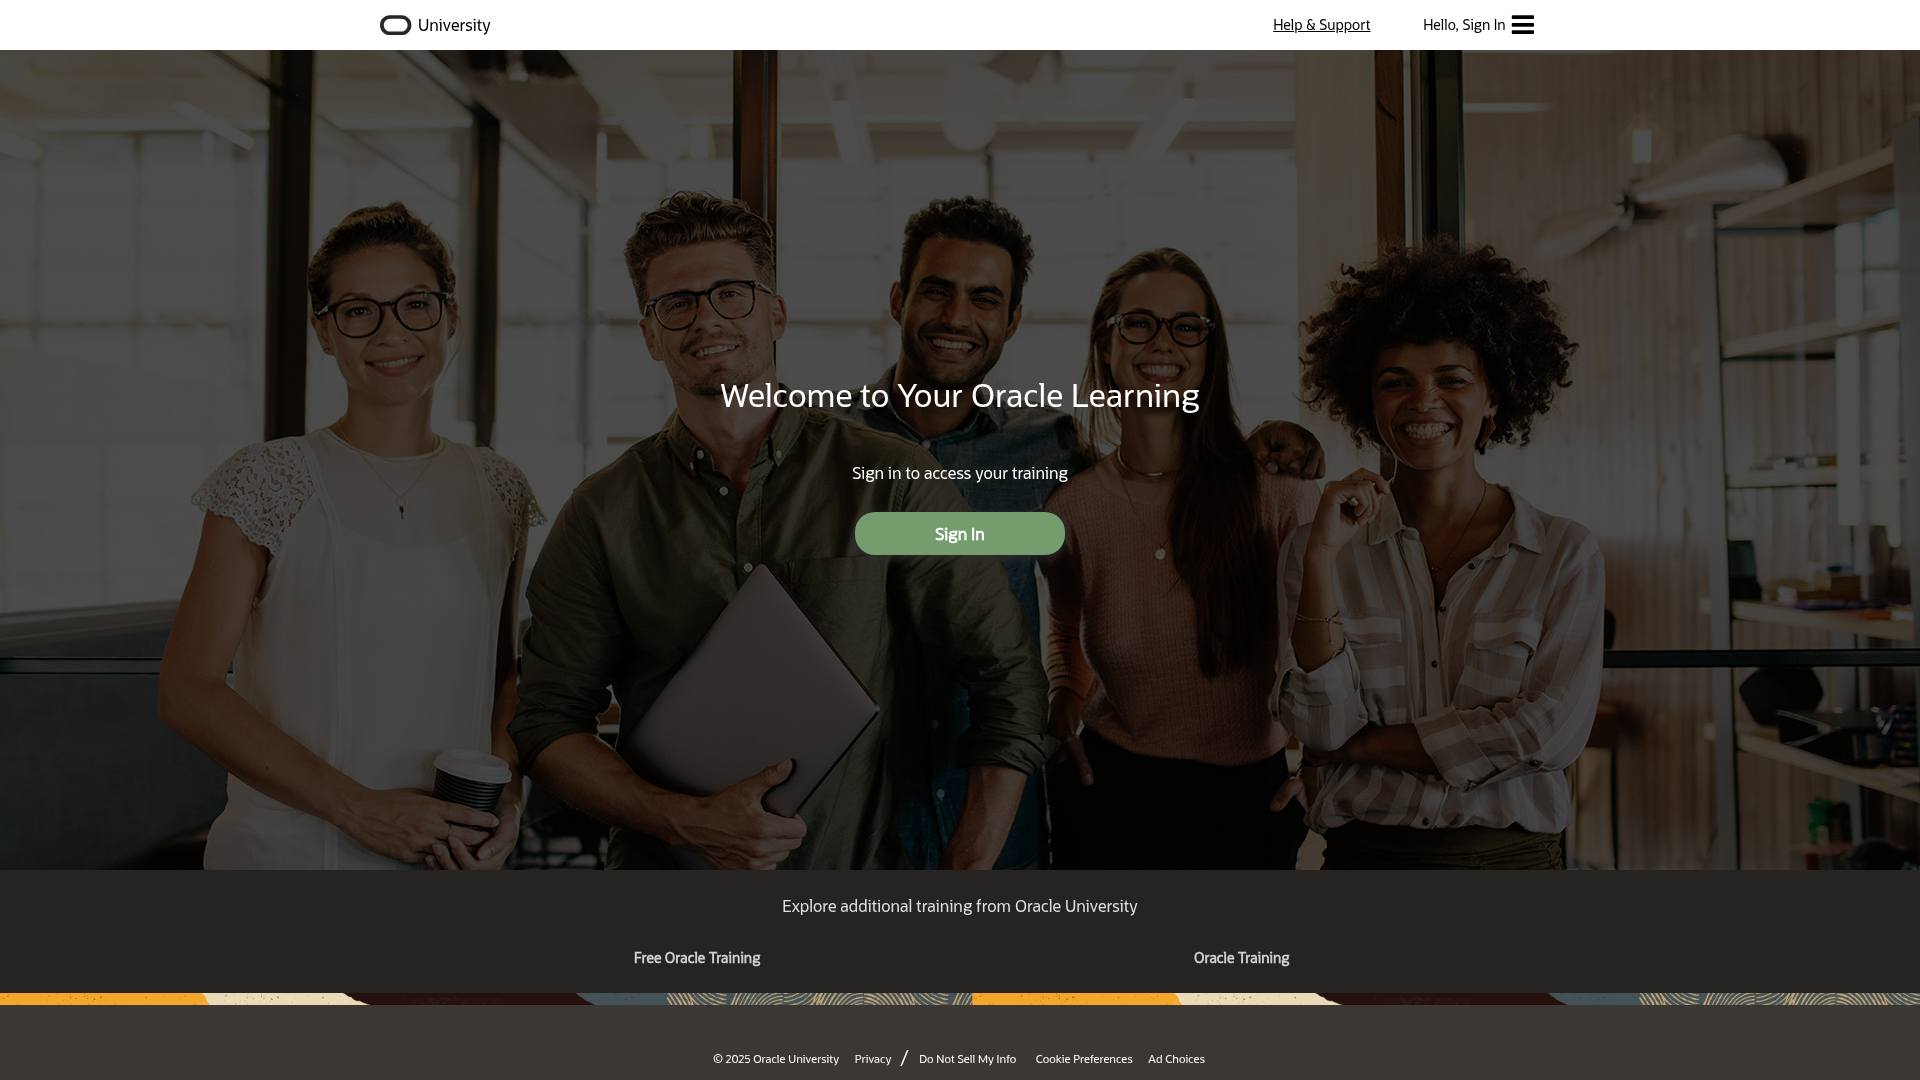 University
Help & Support
Hello, Sign In
Welcome to Your Oracle Learning
Sign in to access your training
Sign In
Explore additional training from Oracle University
Free Oracle Training
Oracle Training
© 2025 Oracle University Privacy / Do Not Sell My Info Cookie Preferences Ad Choices